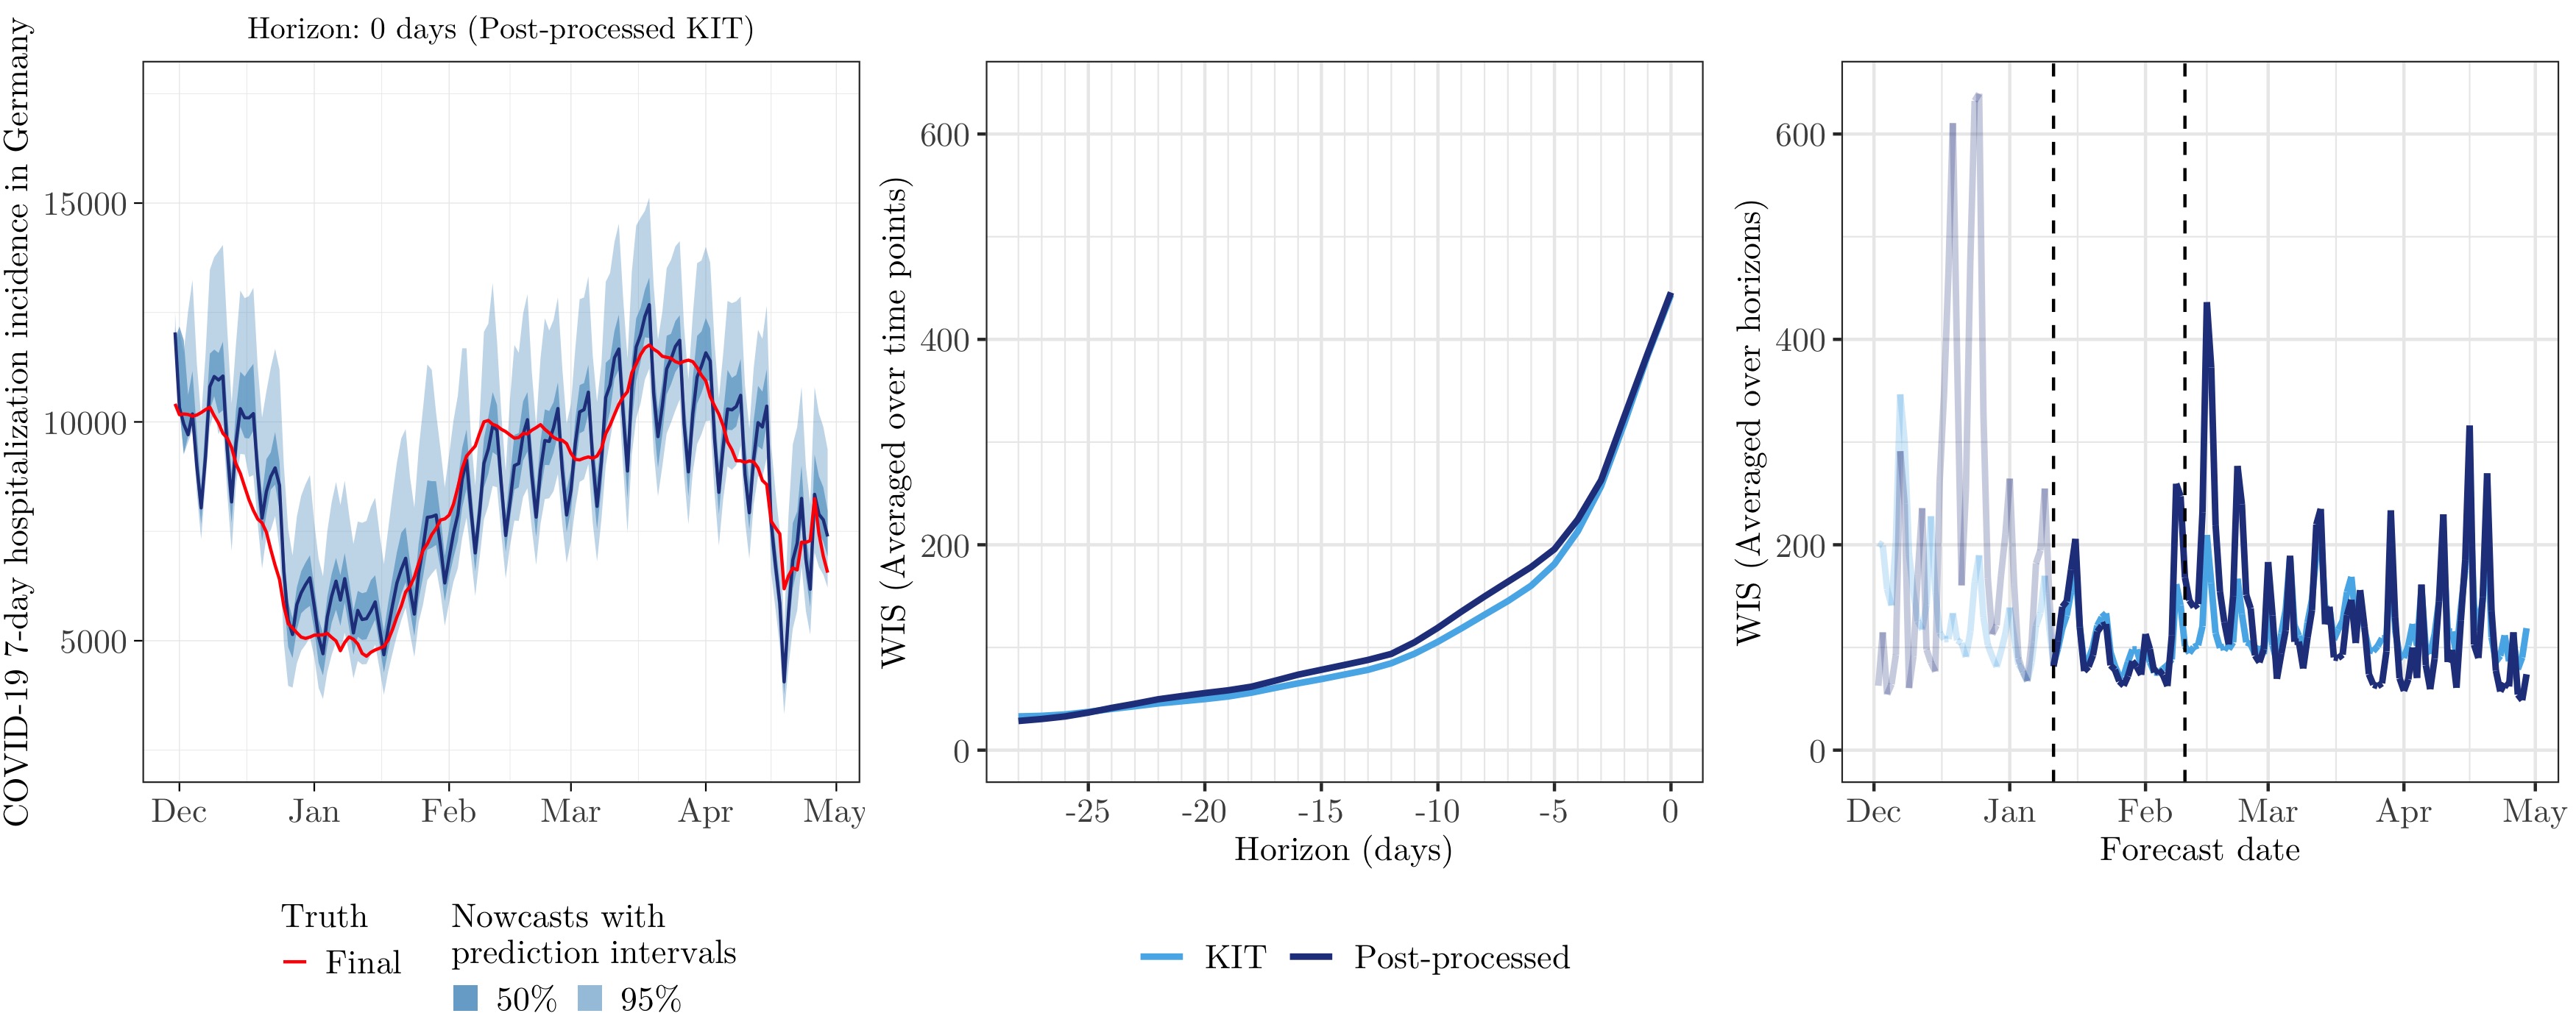 Horizon: 0 days (Post-processed KIT)
COVID-19 7-day hospitalization incidence in Germany
15000
10000
5000
Dec Jan Feb Mar Apr May
Truth
Final
Nowcasts with
prediction intervals
50% 95%
WIS (Averaged over time points)
600
400
200
0
-25 -20 -15 -10 -5 0
Horizon (days)
KIT Post-processed
WIS (Averaged over horizons)
600
400
200
0
Dec Jan Feb Mar Apr May
Forecast date